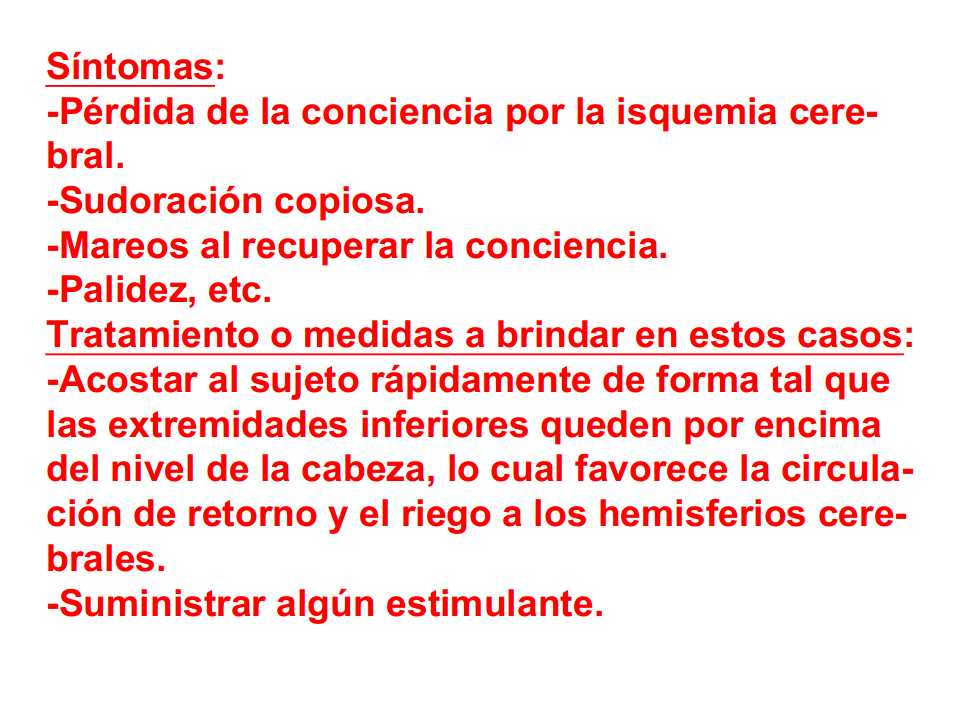 Síntomas:
-Pérdida de la conciencia por la isquemia cere-
bral.
-Sudoración copiosa.
-Mareos al recuperar la conciencia.
-Palidez, etc.
Tratamiento o medidas a brindar en estos casos:
-Acostar al sujeto rápidamente de forma tal que
las extremidades inferiores queden por encima
del nivel de la cabeza, lo cual favorece la circula-
ción de retorno y el riego a los hemisferios cere-
brales.
-Suministrar algún estimulante.